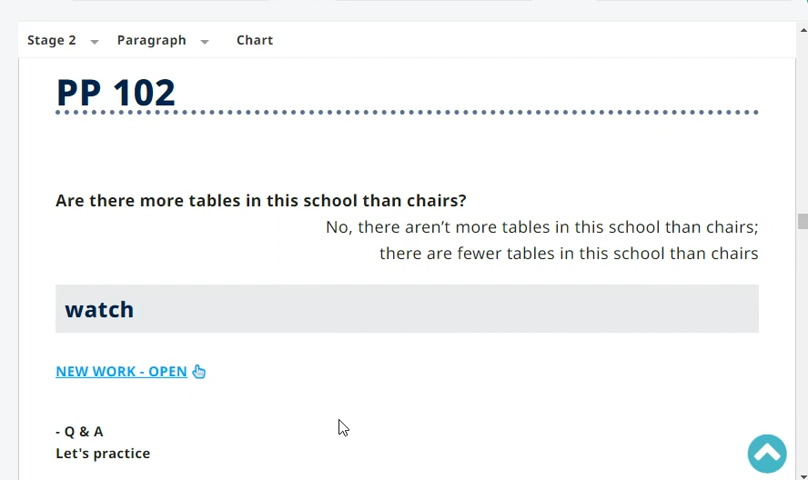 Stage 2 Paragraph Chart
PP 102
Are there more tables in this school than chairs?
No, there aren’t more tables in this school than chairs;
there are fewer tables in this school than chairs
watch
NEW WORK - OPEN
- Q & A
Let's practice